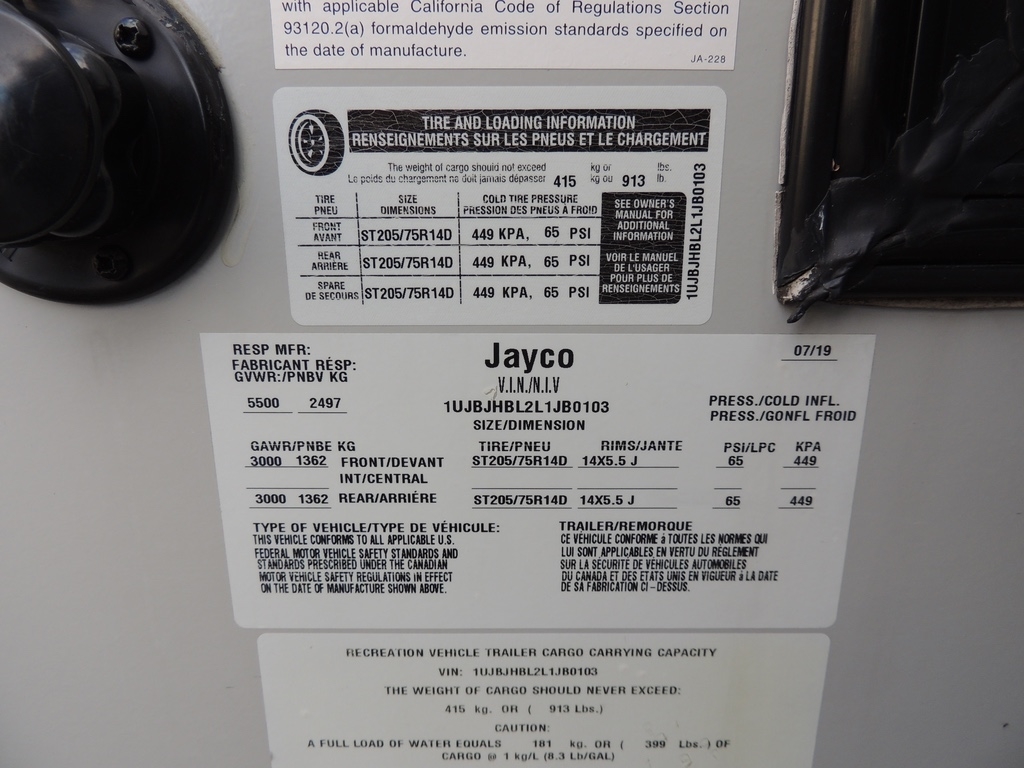 with applicable California Code of Regulations Section
93120.2(a) formaldehyde emission standards specified on
the date of manufacture.
JA-228
TIRE AND LOADING INFORMATION
RENSEIGNEMENTS SUR LES PNEUS ET LE CHARGEMENT
The weight of cargo should not exceed kg or lbs.
Le poids du chargement ne doit jamais dépasser 415 kg ou 913 lb.
TIRE SIZE COLD TIRE PRESSURE
PNEU DIMENSIONS PRESSION DES PNEUS À FROID
FRONT
AVANT ST205/75R14D 449 KPA, 65 PSI
REAR
ARRIÈRE ST205/75R14D 449 KPA, 65 PSI
SPARE
DE SECOURS ST205/75R14D 449 KPA, 65 PSI
SEE OWNER'S
MANUAL FOR
ADDITIONAL
INFORMATION
VOIR LE MANUEL
DE L'USAGER
POUR PLUS DE
RENSEIGNEMENTS
1UJBJHBL2L1JB0103
RESP MFR: Jayco 07/19
FABRICANT RÉSP:
GVWR:/PNBV KG V.I.N./N.I.V
5500 2497 1UJBJHBL2L1JB0103 PRESS./COLD INFL.
SIZE/DIMENSION PRESS./GONFL FROID
GAWR/PNBE KG TIRE/PNEU RIMS/JANTE PSI/LPC KPA
3000 1362 FRONT/DEVANT ST205/75R14D 14X5.5 J 65 449
INT/CENTRAL
3000 1362 REAR/ARRIÉRE ST205/75R14D 14X5.5 J 65 449
TYPE OF VEHICLE/TYPE DE VÉHICULE: TRAILER/REMORQUE
THIS VEHICLE CONFORMS TO ALL APPLICABLE U.S.
FEDERAL MOTOR VEHICLE SAFETY STANDARDS AND
STANDARDS PRESCRIBED UNDER THE CANADIAN
MOTOR VEHICLE SAFETY REGULATIONS IN EFFECT
ON THE DATE OF MANUFACTURE SHOWN ABOVE.
CE VÉHICULE CONFORME à TOUTES LES NORMES QUI
LUI SONT APPLICABLES EN VERTU DU RÉGLEMENT
SUR LA SÉCURITÉ DE VÉHICULES AUTOMOBILES
DU CANADA ET DES ETATS UNIS EN VIGUEUR à LA DATE
DE SA FABRICATION CI-DESSUS.
RECREATION VEHICLE TRAILER CARGO CARRYING CAPACITY
VIN: 1UJBJHBL2L1JB0103
THE WEIGHT OF CARGO SHOULD NEVER EXCEED:
415 kg. OR ( 913 Lbs.)
CAUTION:
A FULL LOAD OF WATER EQUALS 181 kg. OR ( 399 Lbs. ) OF
CARGO @ 1 kg/L (8.3 Lb/GAL)